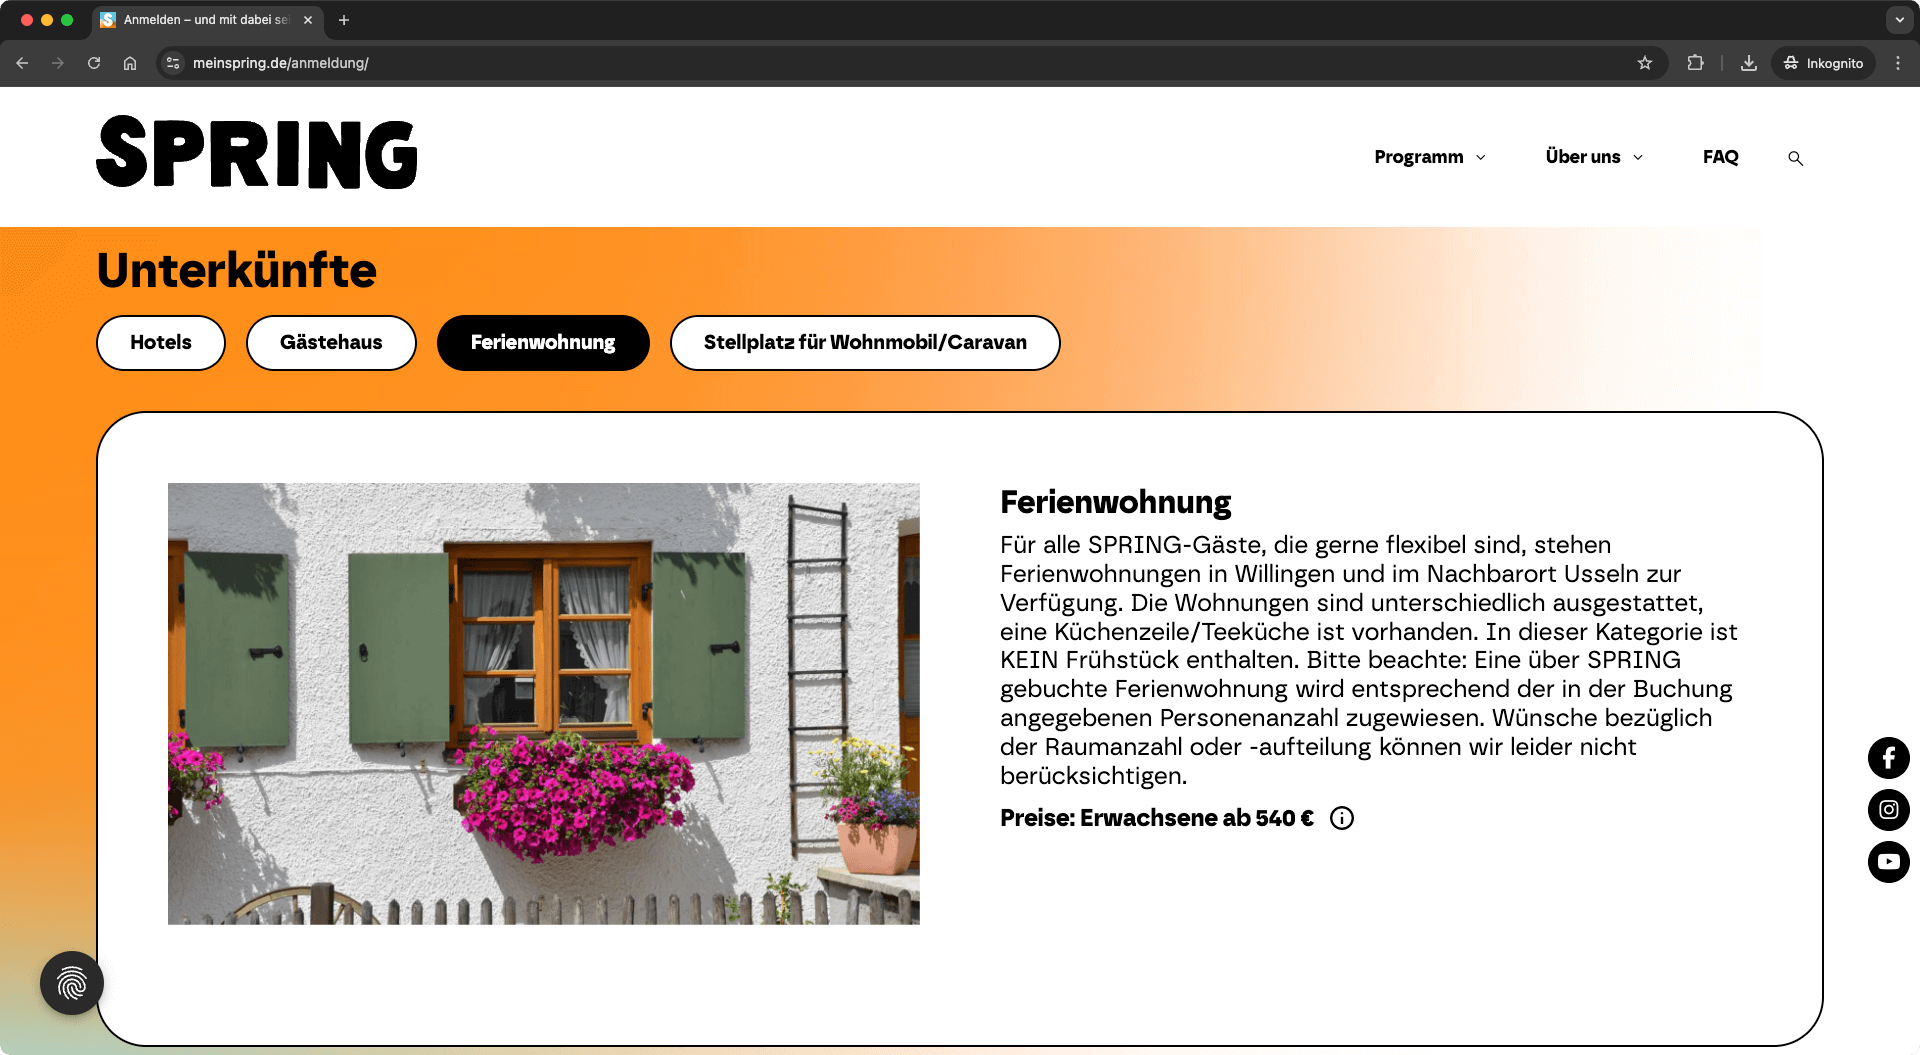 Anmelden – und mit dabei sei
meinspring.de/anmeldung/
Inkognito
SPRING
Programm
Über uns
FAQ
Unterkünfte
Hotels
Gästehaus
Ferienwohnung
Stellplatz für Wohnmobil/Caravan
Ferienwohnung
Für alle SPRING-Gäste, die gerne flexibel sind, stehen
Ferienwohnungen in Willingen und im Nachbarort Usseln zur
Verfügung. Die Wohnungen sind unterschiedlich ausgestattet,
eine Küchenzeile/Teeküche ist vorhanden. In dieser Kategorie ist
KEIN Frühstück enthalten. Bitte beachte: Eine über SPRING
gebuchte Ferienwohnung wird entsprechend der in der Buchung
angegebenen Personenanzahl zugewiesen. Wünsche bezüglich
der Raumanzahl oder -aufteilung können wir leider nicht
berücksichtigen.
Preise: Erwachsene ab 540 €